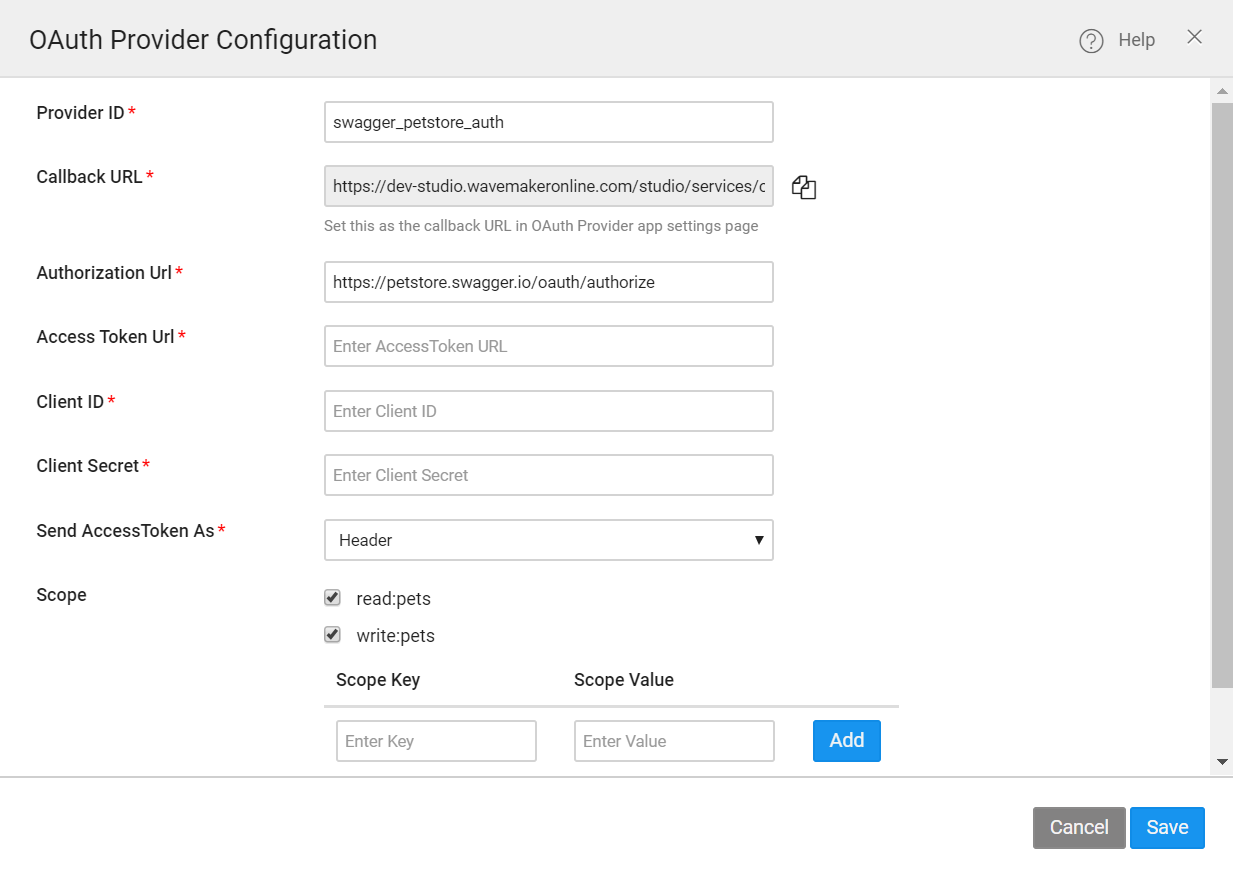 OAuth Provider Configuration
? Help
Provider ID *
swagger_petstore_auth
Callback URL *
https://dev-studio.wavemakeronline.com/studio/services/c
Set this as the callback URL in OAuth Provider app settings page
Authorization Url *
https://petstore.swagger.io/oauth/authorize
Access Token Url *
Enter AccessToken URL
Client ID *
Enter Client ID
Client Secret *
Enter Client Secret
Send AccessToken As *
Header
Scope
read:pets
write:pets
Scope Key Scope Value
Enter Key Enter Value Add
Cancel Save